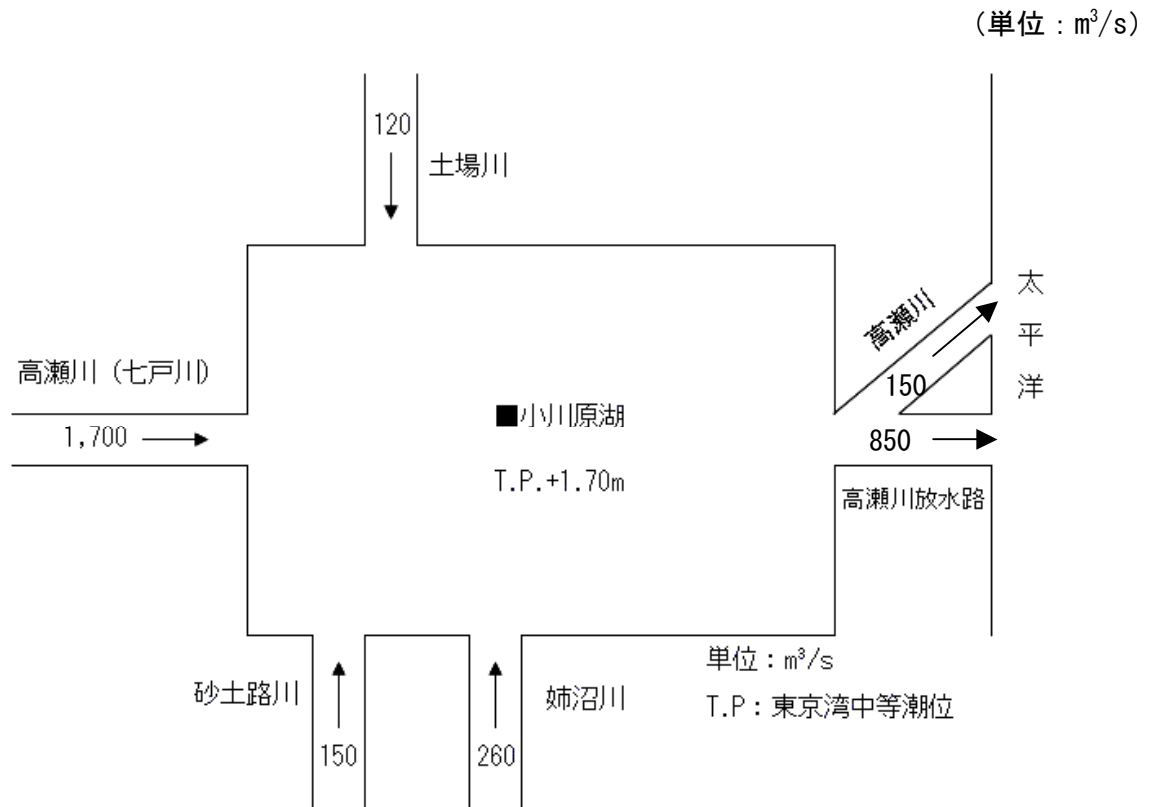 (単位：m³/s)
120
土場川
太平洋
高瀬川
高瀬川（七戸川）
150
1,700
■小川原湖
850
T.P.+1.70m
高瀬川放水路
単位：m³/s
砂土路川
姉沼川
T.P：東京湾中等潮位
150
260